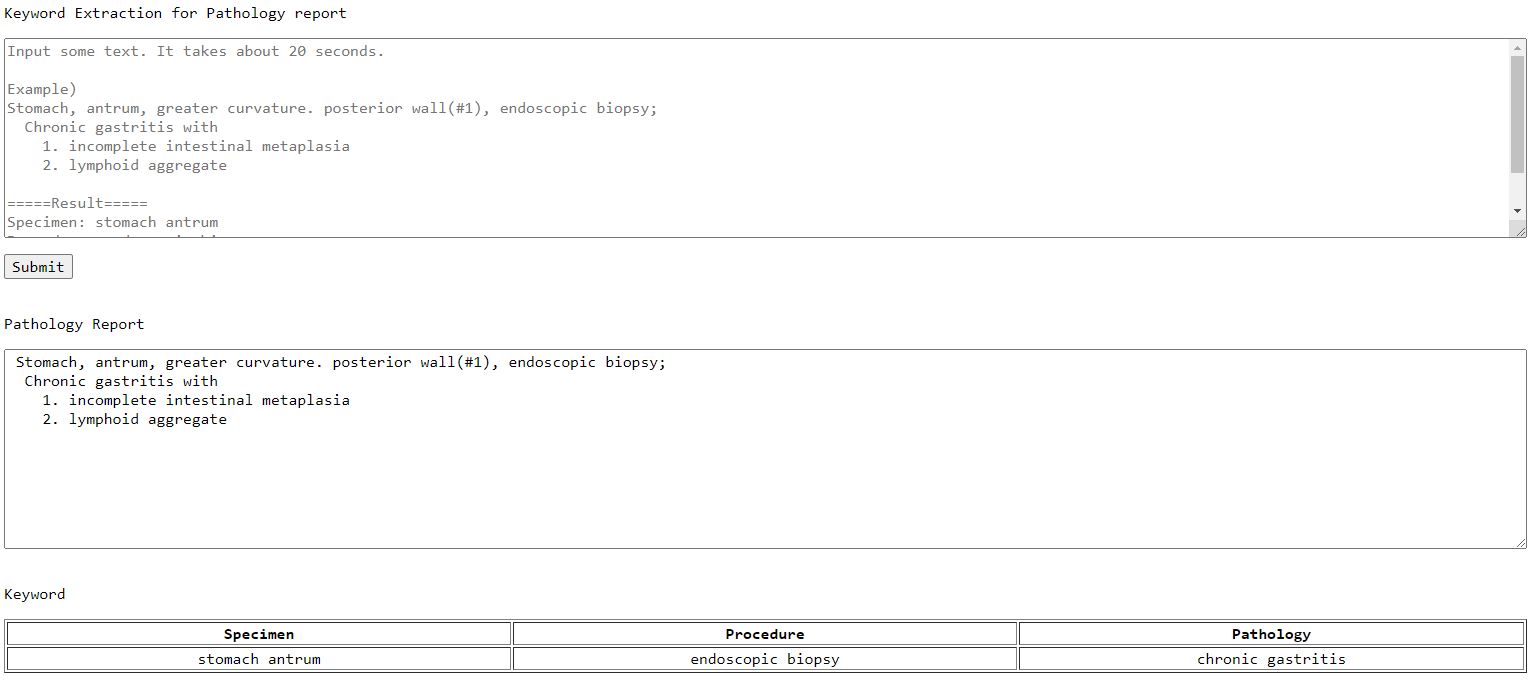 Keyword Extraction for Pathology report
Input some text. It takes about 20 seconds.
Example)
Stomach, antrum, greater curvature. posterior wall(#1), endoscopic biopsy;
Chronic gastritis with
1. incomplete intestinal metaplasia
2. lymphoid aggregate
=====Result=====
Specimen: stomach antrum
Submit
Pathology Report
Stomach, antrum, greater curvature. posterior wall(#1), endoscopic biopsy;
Chronic gastritis with
1. incomplete intestinal metaplasia
2. lymphoid aggregate
Keyword
Specimen Procedure Pathology
stomach antrum endoscopic biopsy chronic gastritis